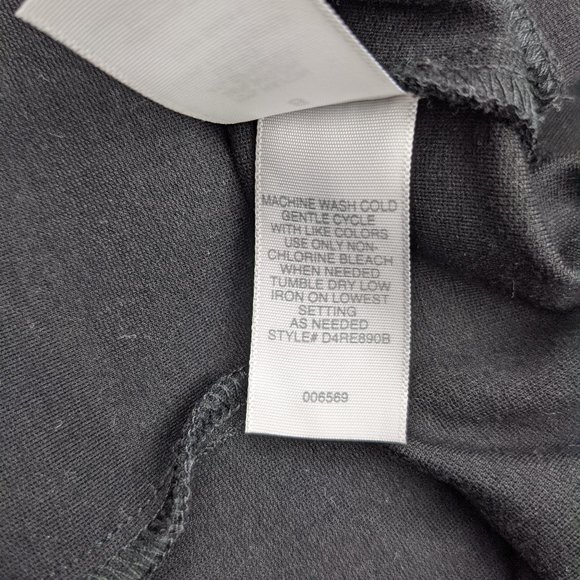 MACHINE WASH COLD
GENTLE CYCLE
WITH LIKE COLORS
USE ONLY NON-
CHLORINE BLEACH
WHEN NEEDED
TUMBLE DRY LOW
IRON ON LOWEST
SETTING
AS NEEDED
STYLE# D4RE890B
006569